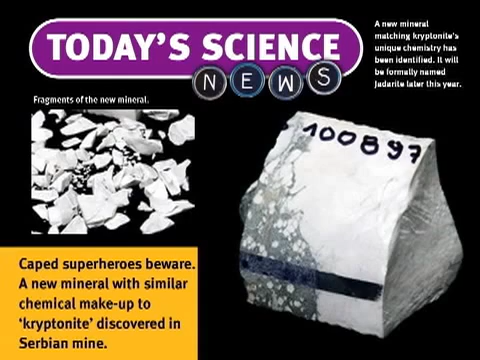 TODAY'S SCIENCE
NEWS
A new mineral
matching kryptonite's
unique chemistry has
been identified. It will
be formally named
Jadarite later this year.
Fragments of the new mineral.
100897
Caped superheroes beware.
A new mineral with similar
chemical make-up to
'kryptonite' discovered in
Serbian mine.